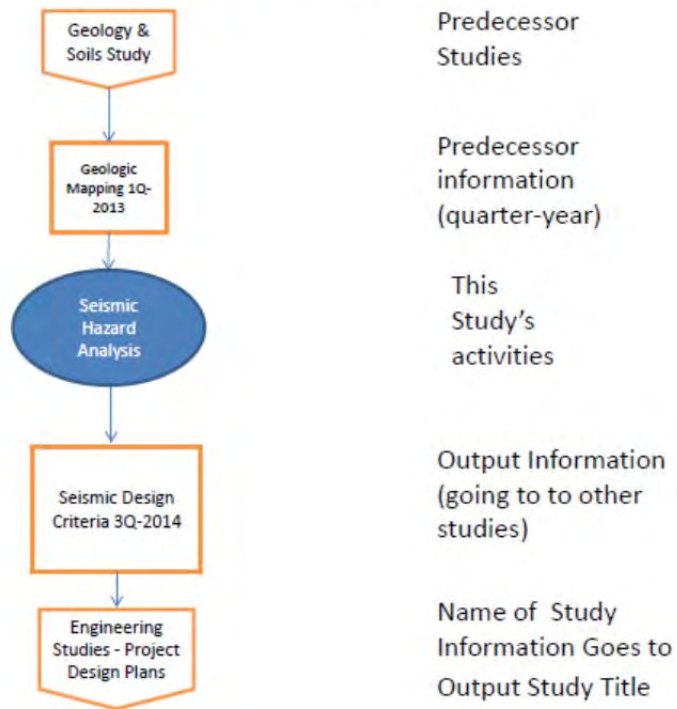 Geology &
Soils Study
Predecessor
Studies
Geologic
Mapping 1Q-
2013
Predecessor
information
(quarter-year)
Seismic
Hazard
Analysis
This
Study's
activities
Seismic Design
Criteria 3Q-2014
Output Information
(going to to other
studies)
Engineering
Studies - Project
Design Plans
Name of Study
Information Goes to
Output Study Title